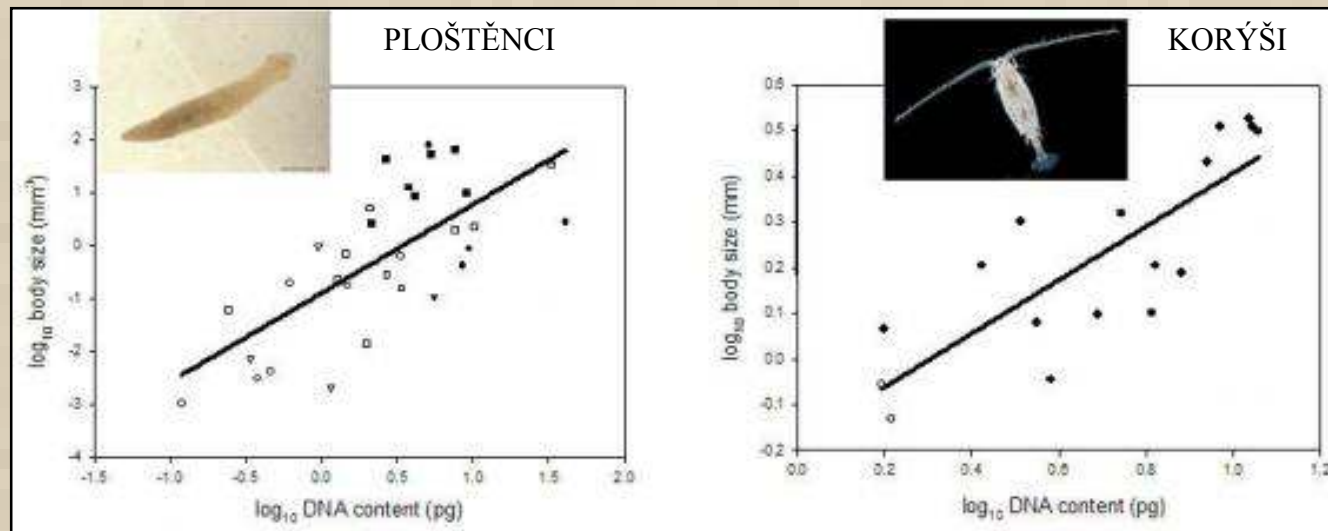 PLOŠTĚNCI
3
2
1
0
-1
-2
-3
-4
log₁₀ body size (mm³)
-1.5 -1.0 -0.5 0.0 0.5 1.0 1.5 2.0
log₁₀ DNA content (pg)
KORÝŠI
0.6
0.5
0.4
0.3
0.2
0.1
0.0
-0.1
-0.2
log₁₀ body size (mm)
0.0 0.2 0.4 0.6 0.8 1.0 1.2
log₁₀ DNA content (pg)